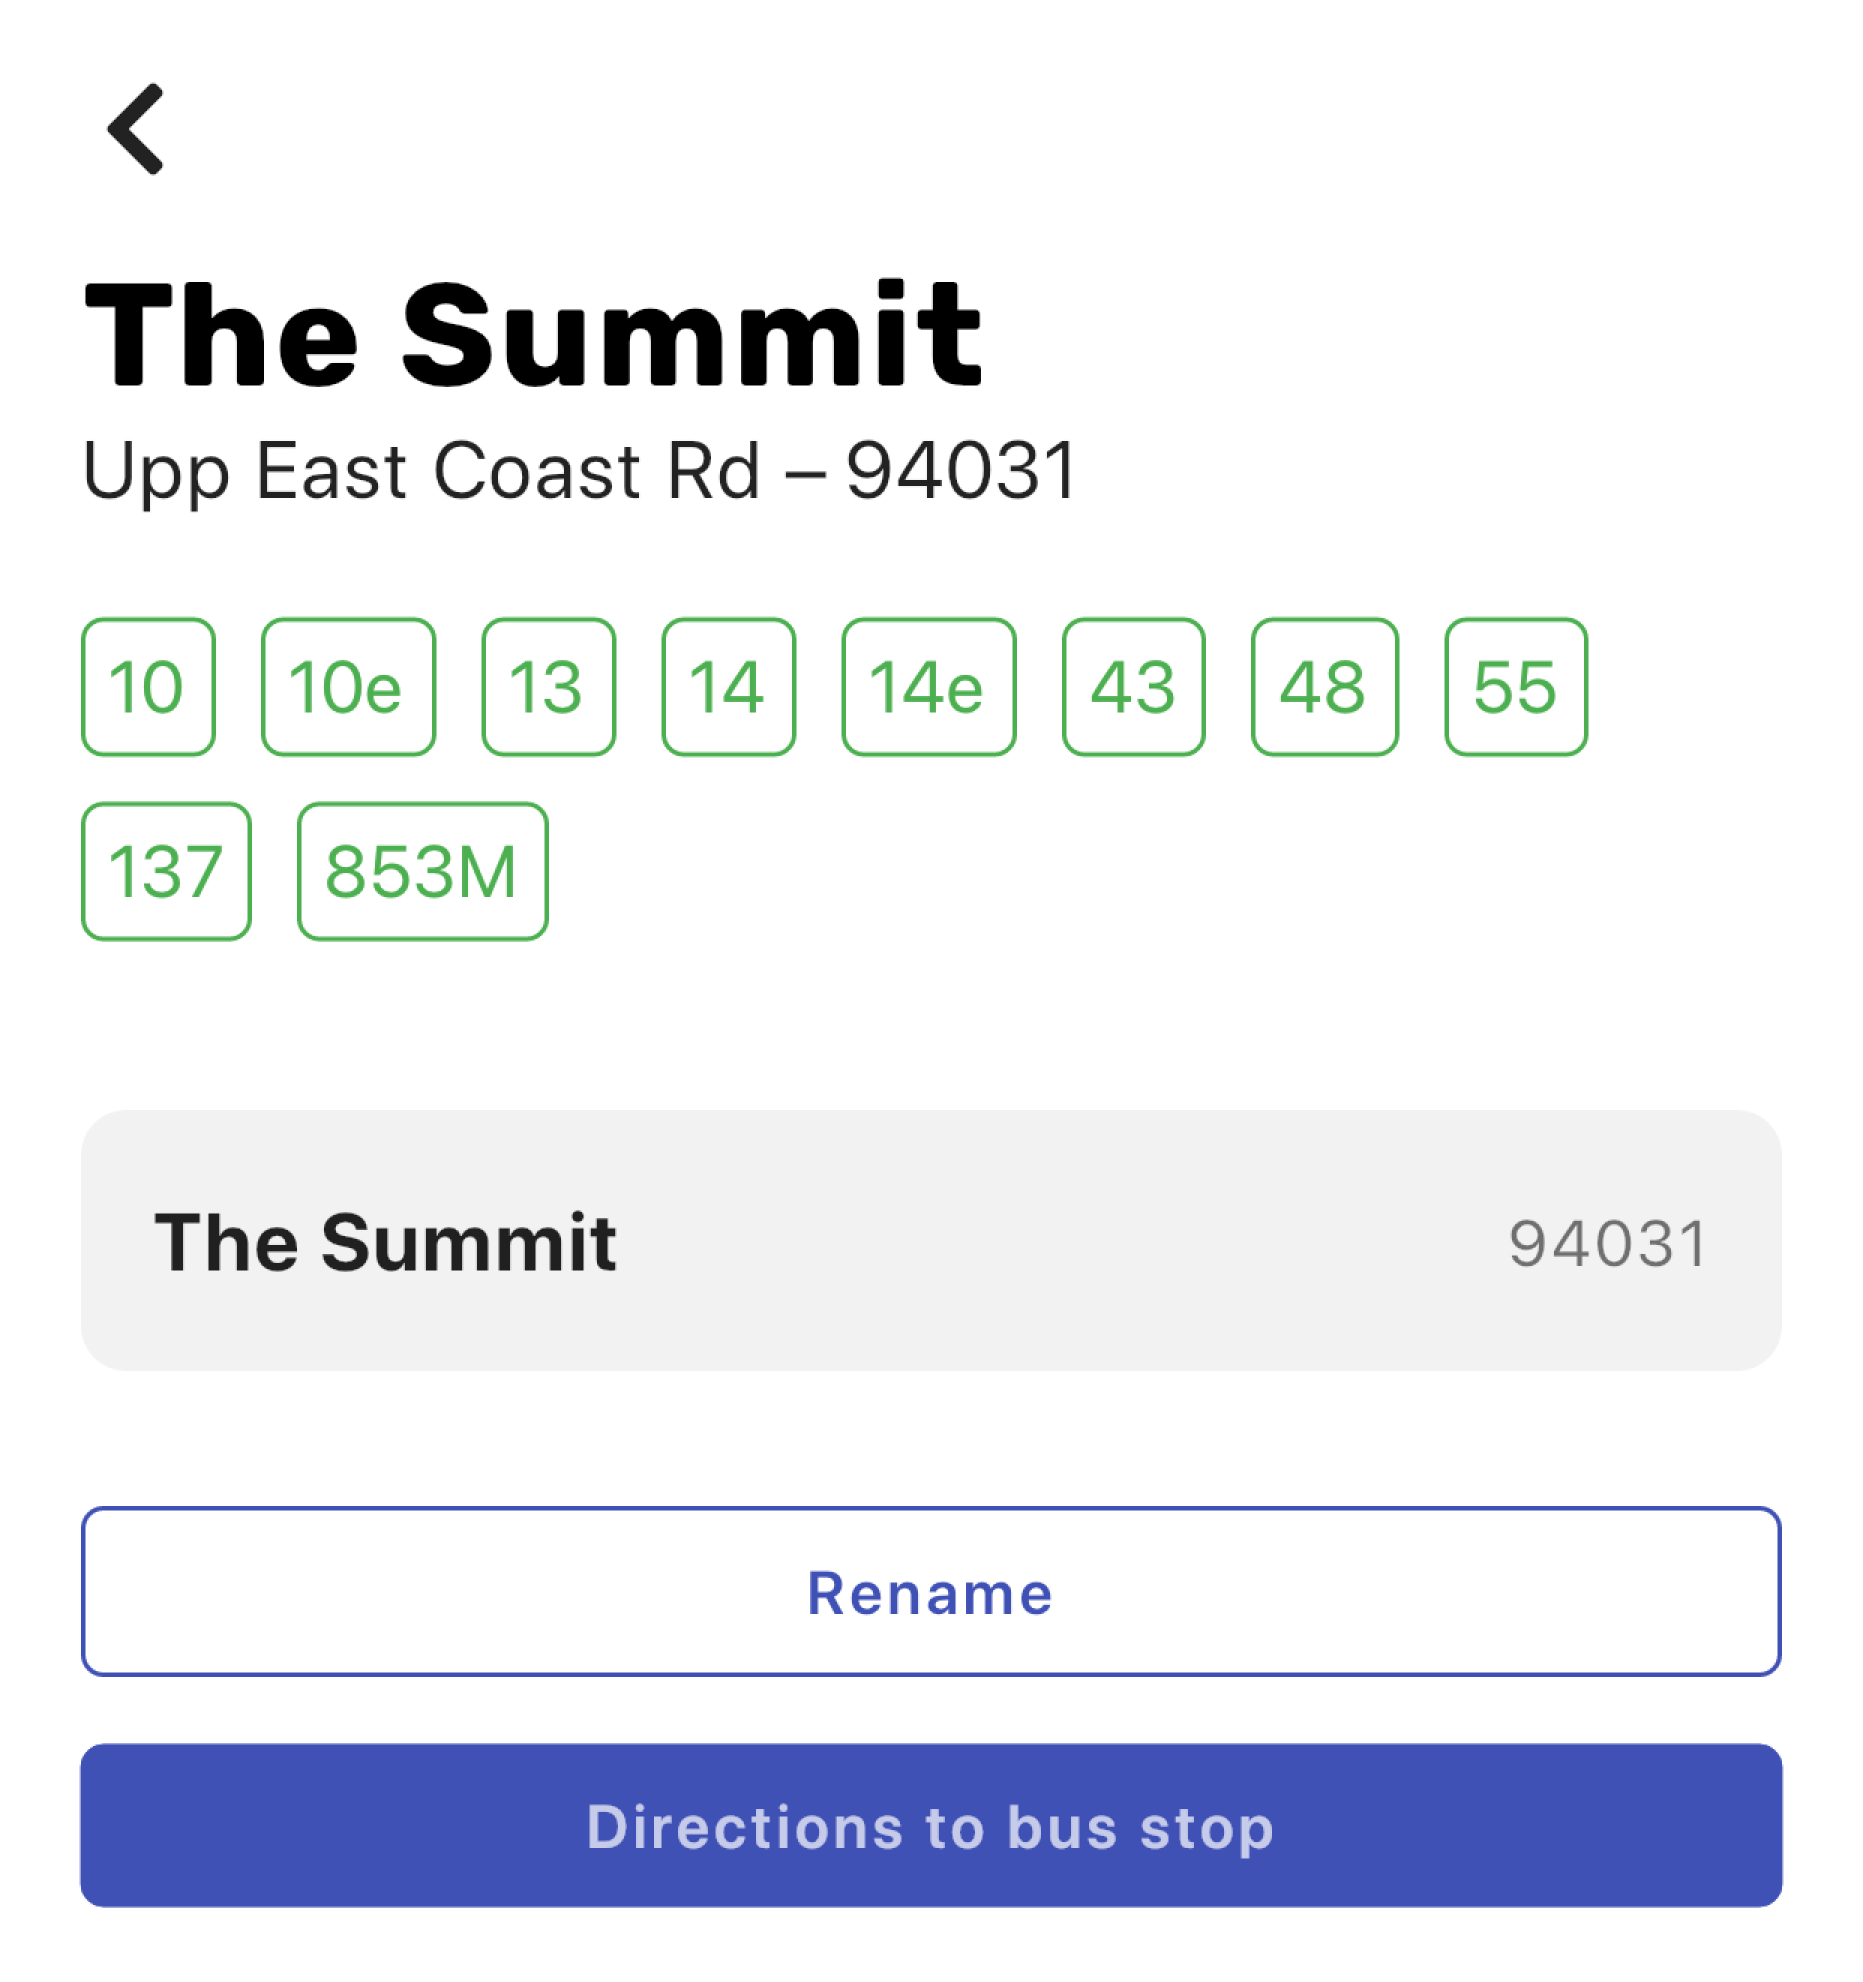 The Summit
Upp East Coast Rd – 94031
10 10e 13 14 14e 43 48 55
137 853M
The Summit 94031
Rename
Directions to bus stop